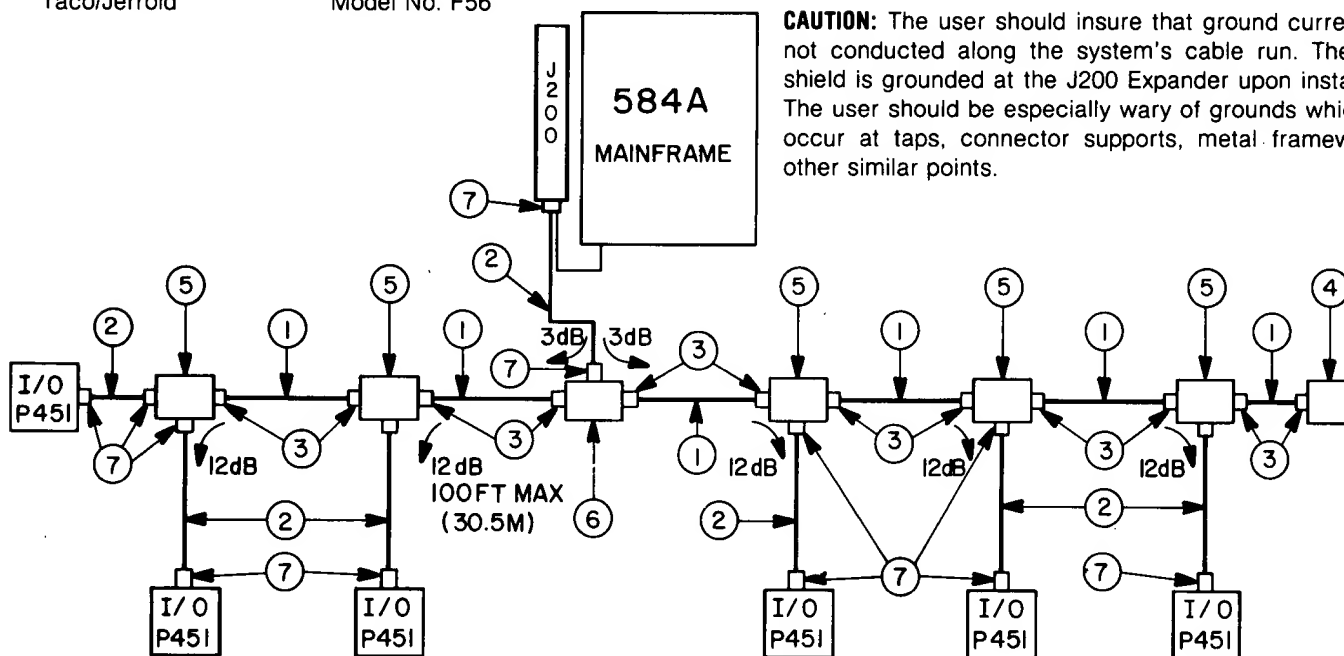 Taco/Jerrold Model No. F56
CAUTION: The user should insure that ground curre
not conducted along the system's cable run. The
shield is grounded at the J200 Expander upon insta
The user should be especially wary of grounds whi
occur at taps, connector supports, metal framew
other similar points.
J200
584A
MAINFRAME
7
2
5
5
5
5
5
4
2
1
1
3dB
3dB
3
1
1
1
7
I/O
P451
7
3
12dB
3
12dB
100FT MAX
(30.5M)
6
1
12dB
3
12dB
3
12dB
3
2
2
2
7
7
7
I/O
P451
I/O
P451
I/O
P451
I/O
P451
I/O
P451